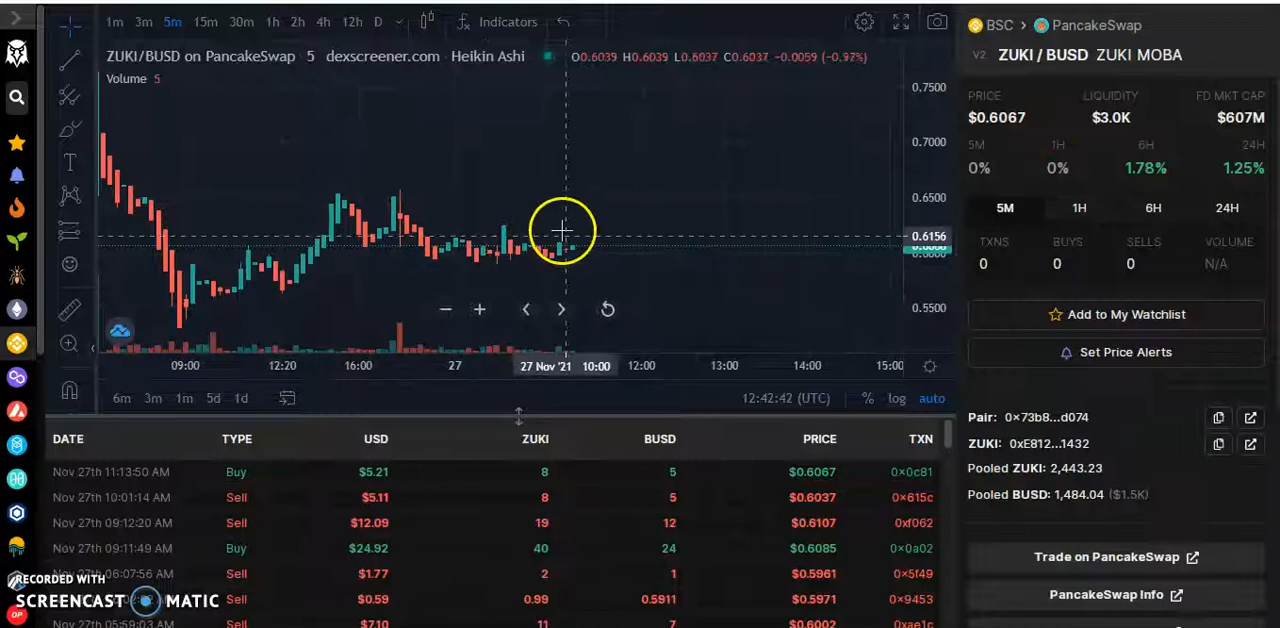 1m 3m 5m 15m 30m 1h 2h 4h 12h D Indicators
ZUKI/BUSD on PancakeSwap 5 dexscreener.com Heikin Ashi O0.6039 H0.6039 L0.6037 C0.6037 -0.0059 (-0.97%)
Volume 5
0.7500
0.7000
0.6500
0.6156
0.5500
09:00 12:20 16:00 27 27 Nov '21 10:00 12:00 13:00 14:00 15:00
6m 3m 1m 5d 1d 12:42:42 (UTC) % log auto
DATE TYPE USD ZUKI BUSD PRICE TXN
Nov 27th 11:13:50 AM Buy $5.21 8 5 $0.6067 0x0c81
Nov 27th 10:01:14 AM Sell $5.11 8 5 $0.6037 0x615c
Nov 27th 09:12:20 AM Sell $12.09 19 12 $0.6107 0xf062
Nov 27th 09:11:49 AM Buy $24.92 40 24 $0.6085 0x0a02
Nov 27th 06:07:56 AM Sell $1.77 2 1 $0.5961 0x5f49
Sell $0.59 0.99 0.5911 $0.5971 0x9453
Nov 27th 05:59:03 AM Sell $7.10 11 7 $0.6002 0xae1c
RECORDED WITH
SCREENCAST MATIC
OP
BSC > PancakeSwap
V2 ZUKI / BUSD ZUKI MOBA
PRICE LIQUIDITY FD MKT CAP
$0.6067 $3.0K $607M
5M 1H 6H 24H
0% 0% 1.78% 1.25%
5M 1H 6H 24H
TXNS BUYS SELLS VOLUME
0 0 0 N/A
Add to My Watchlist
Set Price Alerts
Pair: 0×73b8...d074
ZUKI: 0xE812...1432
Pooled ZUKI: 2,443.23
Pooled BUSD: 1,484.04 ($1.5K)
Trade on PancakeSwap
PancakeSwap Info